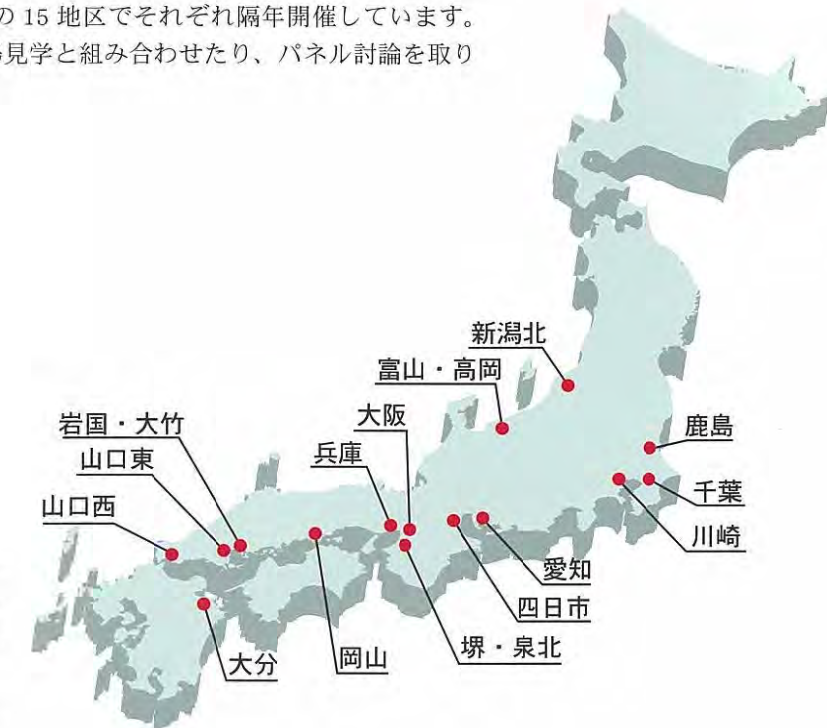 の 15 地区でそれぞれ隔年開催しています。
見学と組み合わせたり、パネル討論を取り
新潟北
富山・高岡
大阪
岩国・大竹
鹿島
兵庫
山口東
千葉
山口西
川崎
愛知
四日市
堺・泉北
岡山
大分